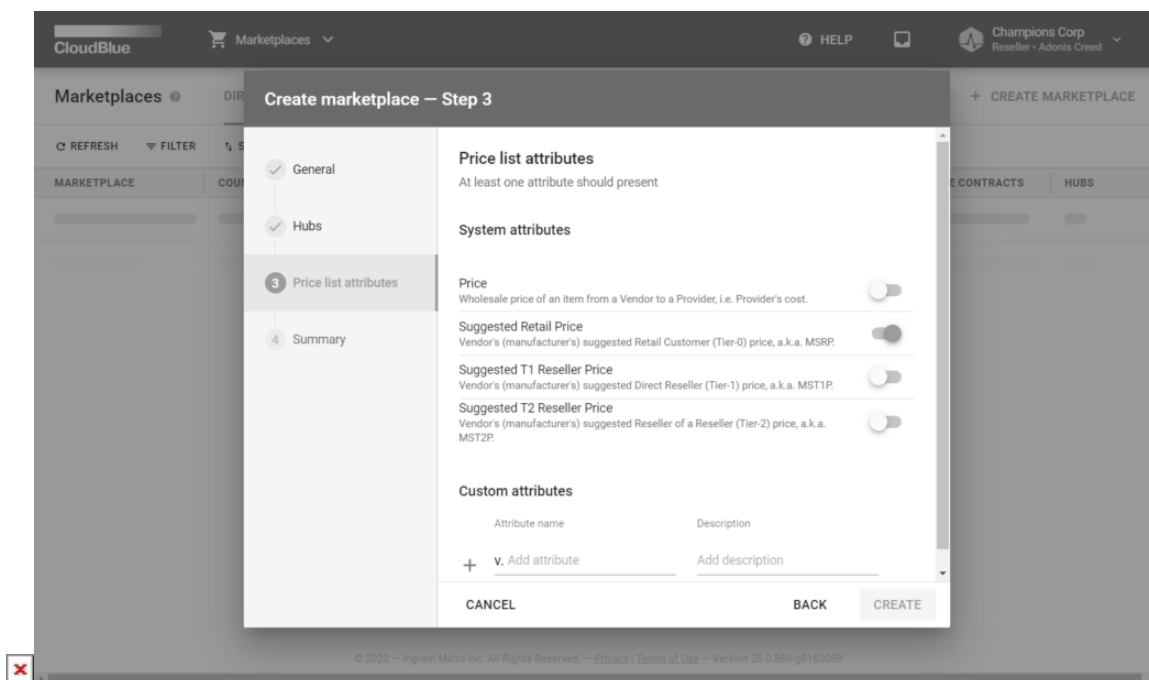 CloudBlue
Marketplaces
HELP
Champions Corp
Reseller • Adonis Creed
Marketplaces
DIR
+ CREATE MARKETPLACE
REFRESH
FILTER
S
MARKETPLACE
COU
E CONTRACTS
HUBS
Create marketplace — Step 3
General
Hubs
3 Price list attributes
4 Summary
Price list attributes
At least one attribute should present
System attributes
Price
Wholesale price of an item from a Vendor to a Provider, i.e. Provider's cost.
Suggested Retail Price
Vendor's (manufacturer's) suggested Retail Customer (Tier-0) price, a.k.a. MSRP.
Suggested T1 Reseller Price
Vendor's (manufacturer's) suggested Direct Reseller (Tier-1) price, a.k.a. MST1P.
Suggested T2 Reseller Price
Vendor's (manufacturer's) suggested Reseller of a Reseller (Tier-2) price, a.k.a.
MST2P.
Custom attributes
Attribute name Description
+ v. Add attribute Add description
CANCEL BACK CREATE
© 2022 — Ingram Micro Inc. All Rights Reserved. — Privacy | Terms of Use — Version 26.0.860-g5163059